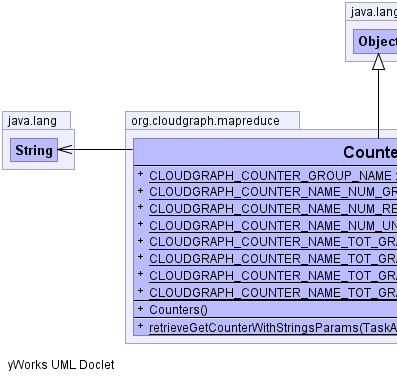 java.lang
Object
java.lang
String
org.cloudgraph.mapreduce
Counte
+ CLOUDGRAPH_COUNTER_GROUP_NAME :
+ CLOUDGRAPH_COUNTER_NAME_NUM_GR
+ CLOUDGRAPH_COUNTER_NAME_NUM_RE
+ CLOUDGRAPH_COUNTER_NAME_NUM_UN
+ CLOUDGRAPH_COUNTER_NAME_TOT_GRA
+ CLOUDGRAPH_COUNTER_NAME_TOT_GRA
+ CLOUDGRAPH_COUNTER_NAME_TOT_GRA
+ CLOUDGRAPH_COUNTER_NAME_TOT_GRA
+ Counters()
+ retrieveGetCounterWithStringsParams(TaskA
yWorks UML Doclet